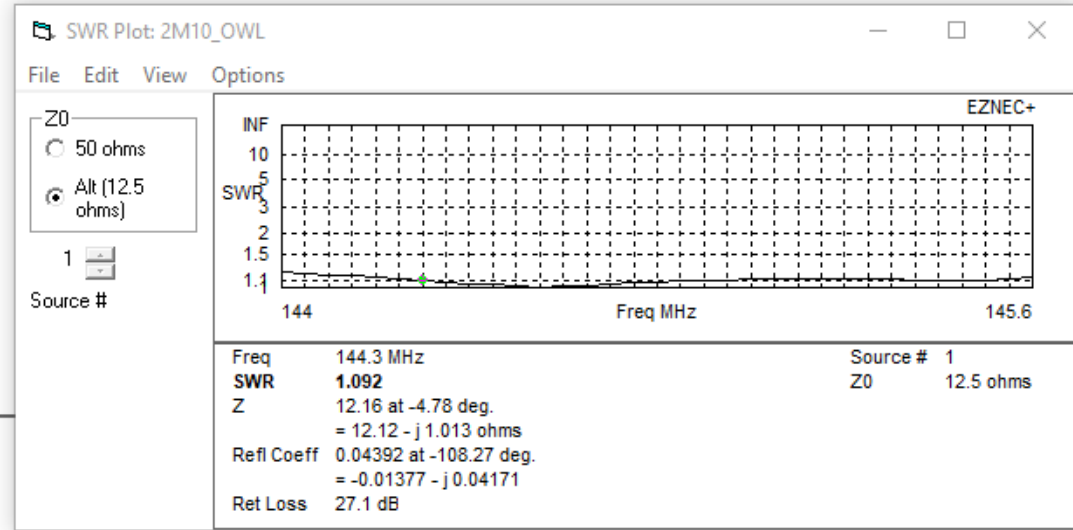 SWR Plot: 2M10_OWL
File Edit View Options
Z0
50 ohms
Alt (12.5
ohms)
1
Source #
EZNEC+
INF
10
5
SWR
3
2
1.5
1.1
1
144 Freq MHz 145.6
Freq 144.3 MHz Source # 1
SWR 1.092 Z0 12.5 ohms
Z 12.16 at -4.78 deg.
= 12.12 - j 1.013 ohms
Refl Coeff 0.04392 at -108.27 deg.
= -0.01377 - j 0.04171
Ret Loss 27.1 dB